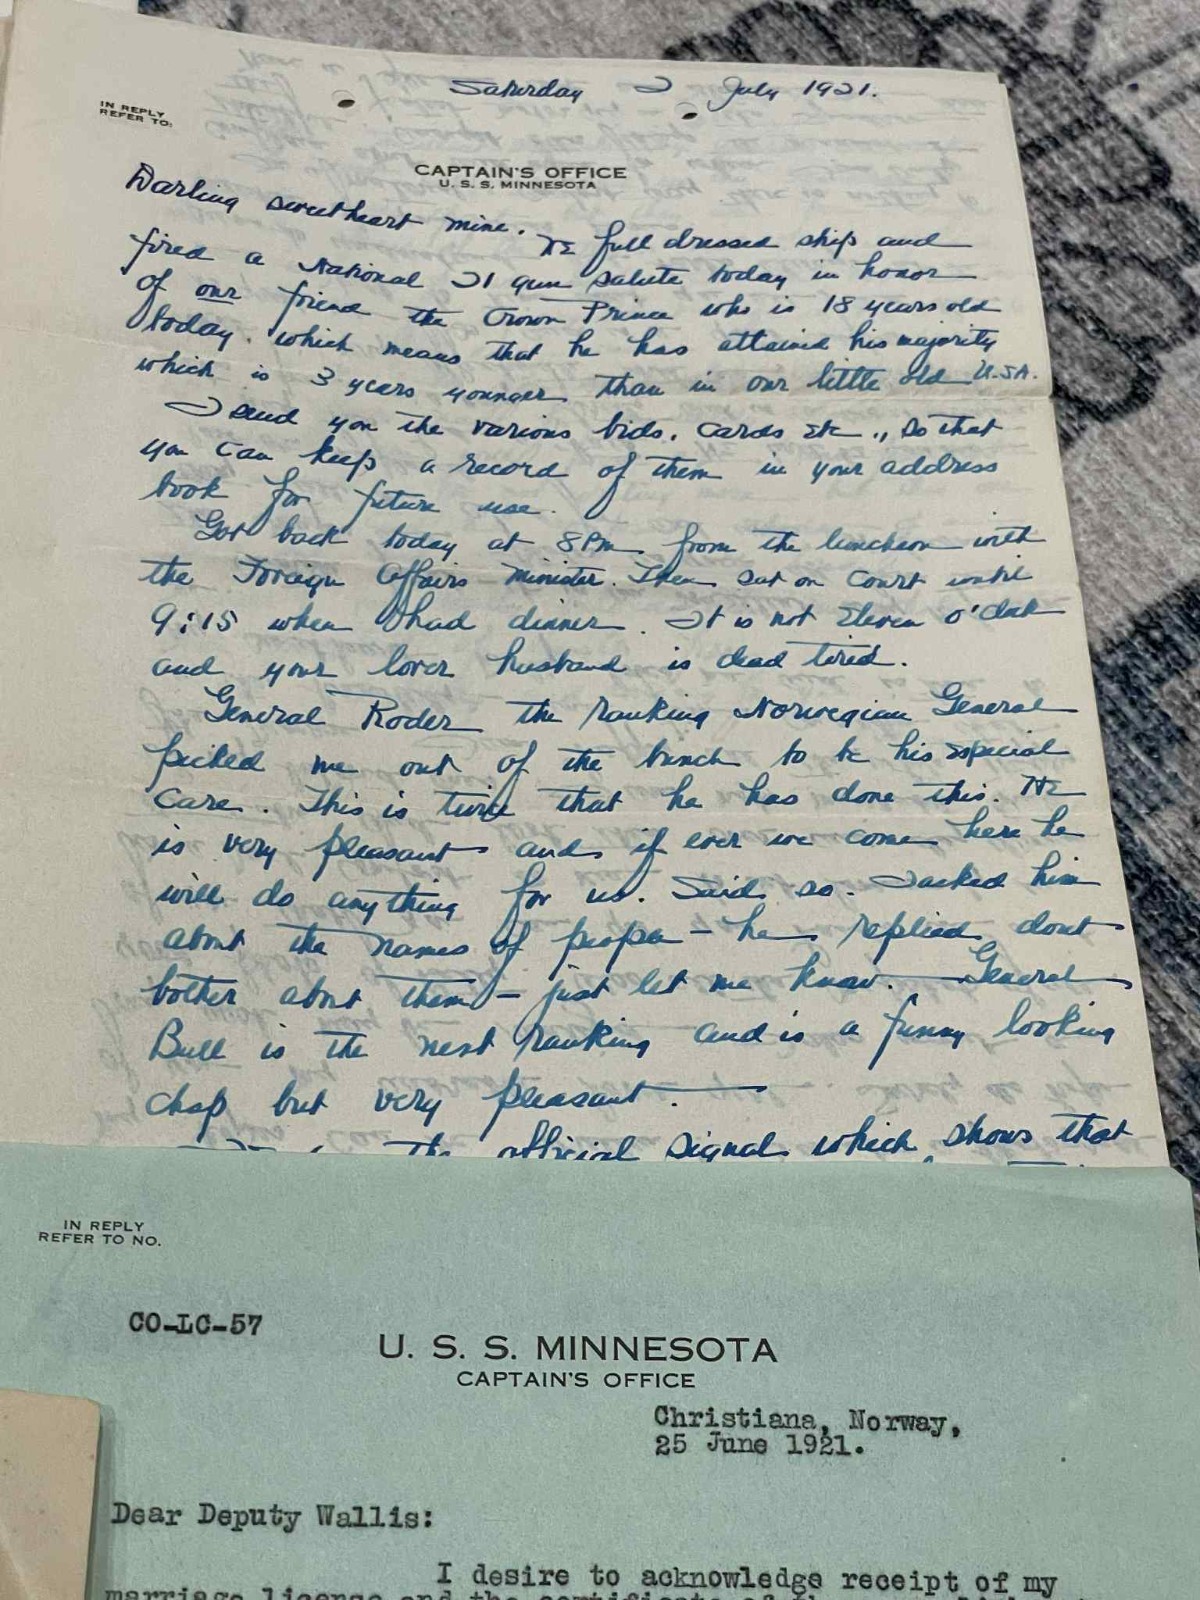 Saturday 2 July 1921.
IN REPLY
REFER TO:
CAPTAIN'S OFFICE
U. S. S. MINNESOTA
Darling sweetheart mine. We full dressed ship and
fired a National 21 gun salute today in honor
of our friend the Crown Prince who is 18 years old
today. which means that he has attained his majority
which is 3 years younger than in our little old U.S.A.
I send you the various bids, cards etc., so that
you can keep a record of them in your address
book for future use.
Got back today at 8 Pm from the luncheon with
the Foreign Affairs Minister. Then sat on Court until
9:15 when I had dinner. It is not Eleven o'clock
and your lover husband is dead tired.
General Roder the ranking Norwegian General
picked me out of the bunch to be his especial
care. This is twice that he has done this. He
is very pleasant and if ever we come here he
will do anything for us. Said so. I asked him
about the names of people - he replied dont
bother about them - just let me know. General
Bull is the next ranking and is a funny looking
chap but very pleasant.
the official signal which shows that
IN REPLY
REFER TO NO.
CO-LC-57
U. S. S. MINNESOTA
CAPTAIN'S OFFICE
Christiana, Norway,
25 June 1921.
Dear Deputy Wallis:
I desire to acknowledge receipt of my
marriage license and the certificate of